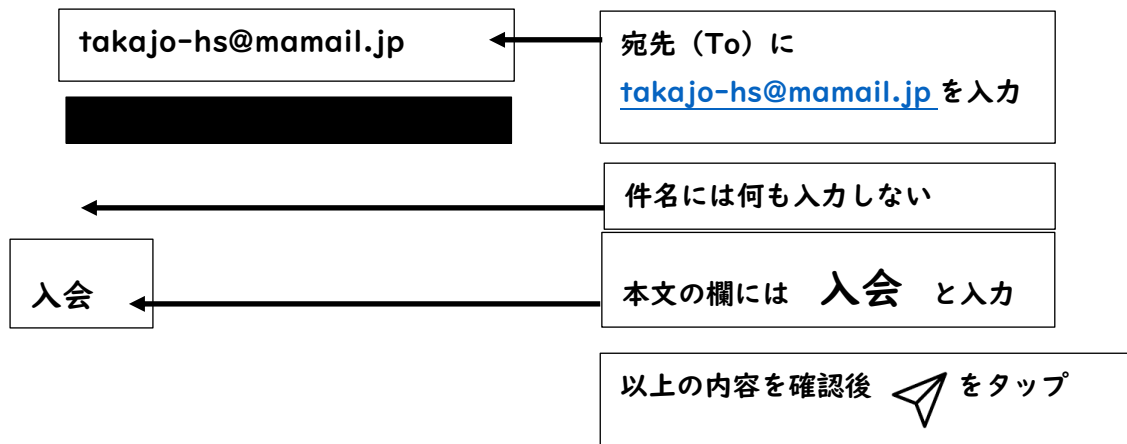 takajo-hs@mamail.jp
宛先（To）に
takajo-hs@mamail.jp を入力
件名には何も入力しない
入会
本文の欄には 入会 と入力
以上の内容を確認後 をタップ